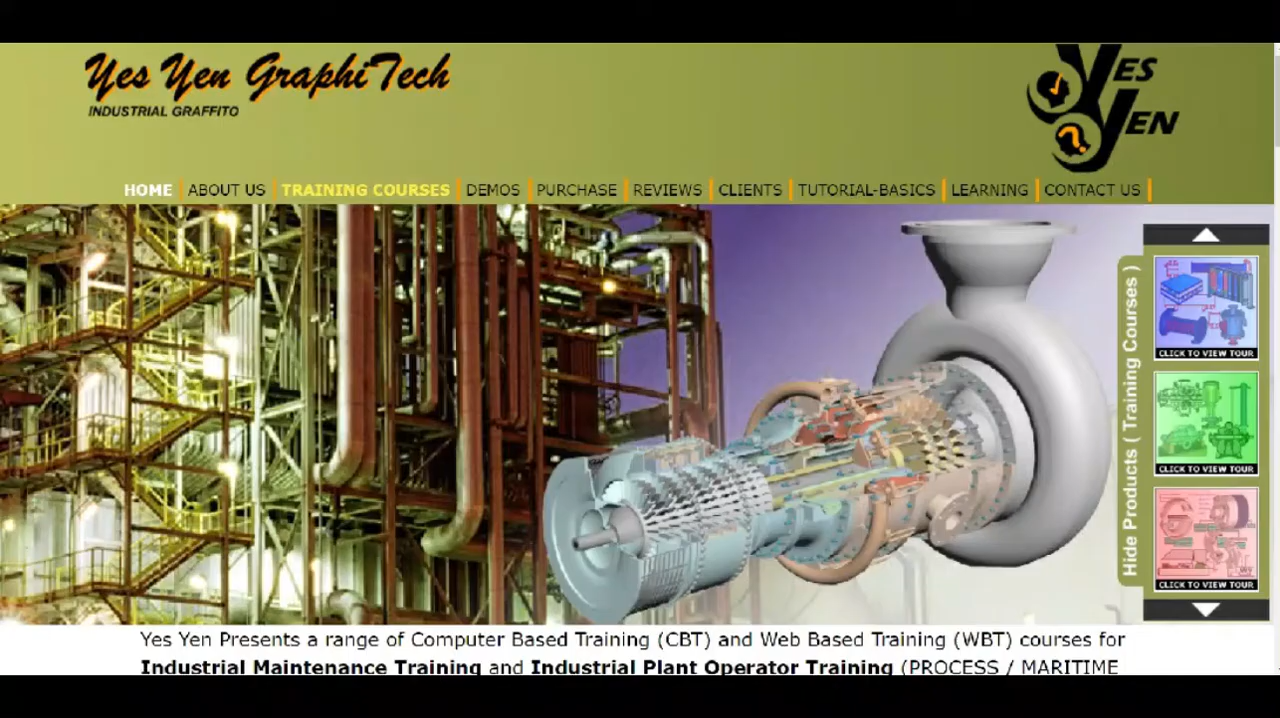 Yes Yen GraphiTech
INDUSTRIAL GRAFFITO
YES
YEN
HOME ABOUT US TRAINING COURSES DEMOS PURCHASE REVIEWS CLIENTS TUTORIAL-BASICS LEARNING CONTACT US
Hide Products ( Training Courses )
CLICK TO VIEW TOUR
CLICK TO VIEW TOUR
CLICK TO VIEW TOUR
Yes Yen Presents a range of Computer Based Training (CBT) and Web Based Training (WBT) courses for
Industrial Maintenance Training and Industrial Plant Operator Training (PROCESS / MARITIME